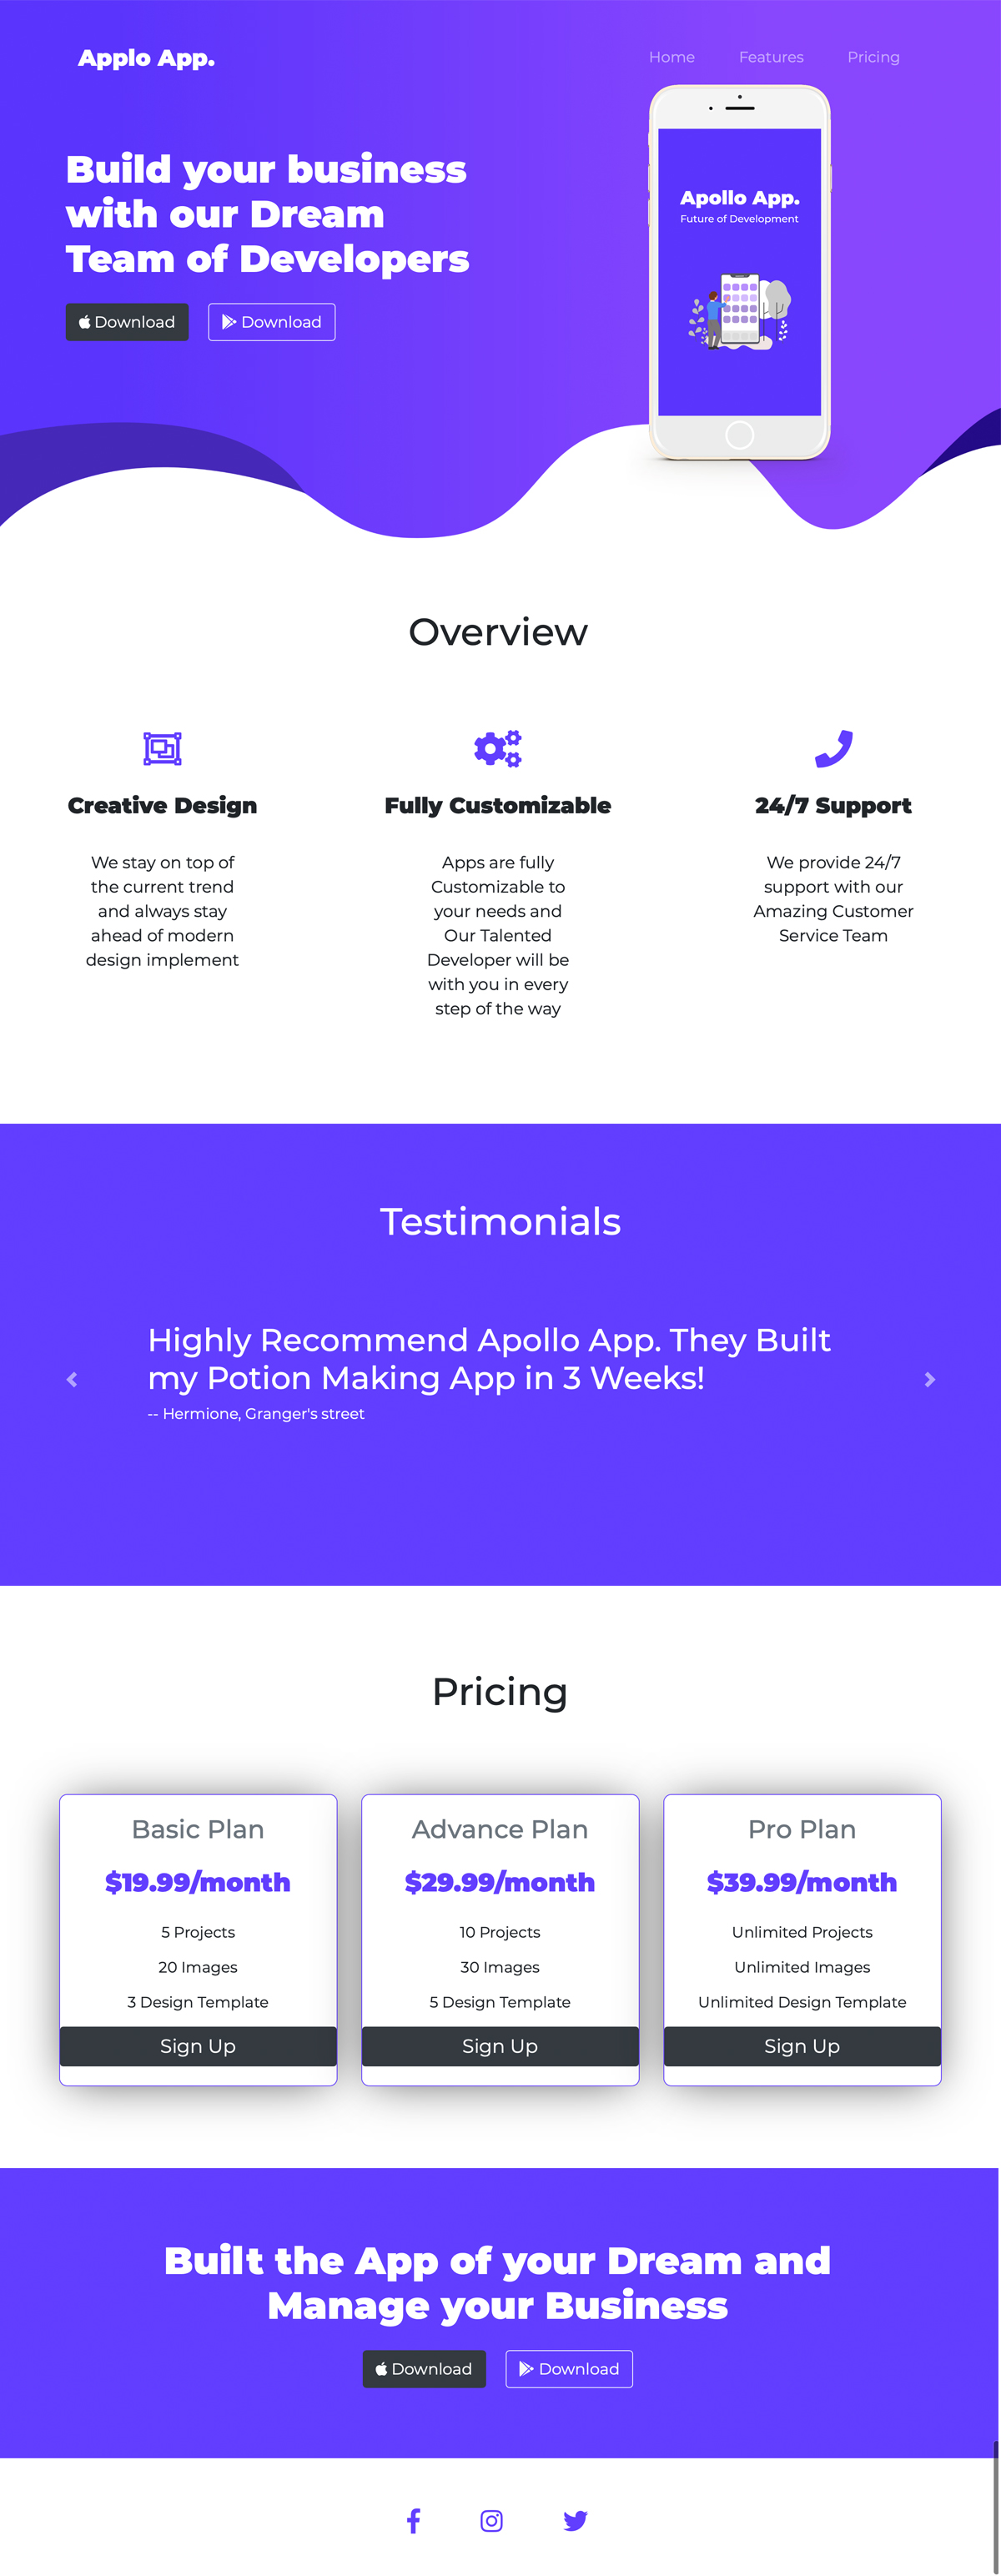 Applo App.
Home Features Pricing
Build your business
with our Dream
Team of Developers
Download Download
Apollo App.
Future of Development
Overview
Creative Design
We stay on top of
the current trend
and always stay
ahead of modern
design implement
Fully Customizable
Apps are fully
Customizable to
your needs and
Our Talented
Developer will be
with you in every
step of the way
24/7 Support
We provide 24/7
support with our
Amazing Customer
Service Team
Testimonials
Highly Recommend Apollo App. They Built
my Potion Making App in 3 Weeks!
-- Hermione, Granger's street
Pricing
Basic Plan
$19.99/month
5 Projects
20 Images
3 Design Template
Sign Up
Advance Plan
$29.99/month
10 Projects
30 Images
5 Design Template
Sign Up
Pro Plan
$39.99/month
Unlimited Projects
Unlimited Images
Unlimited Design Template
Sign Up
Built the App of your Dream and
Manage your Business
Download Download